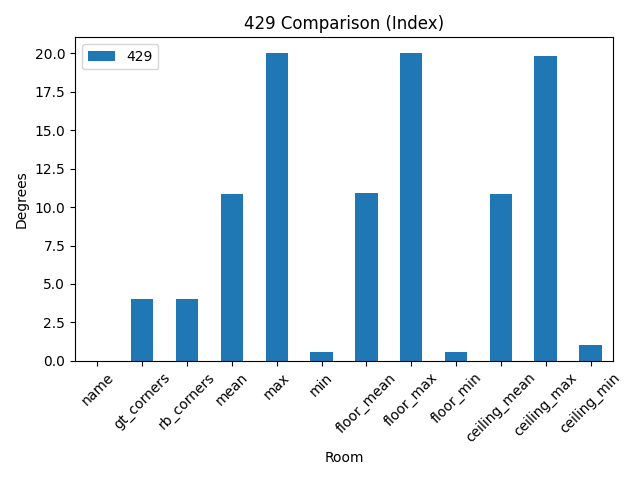 429 Comparison (Index)
429
Degrees
20.0
17.5
15.0
12.5
10.0
7.5
5.0
2.5
0.0
name
gt_corners
rb_corners
mean
max
min
floor_mean
floor_max
floor_min
ceiling_mean
ceiling_max
ceiling_min
Room